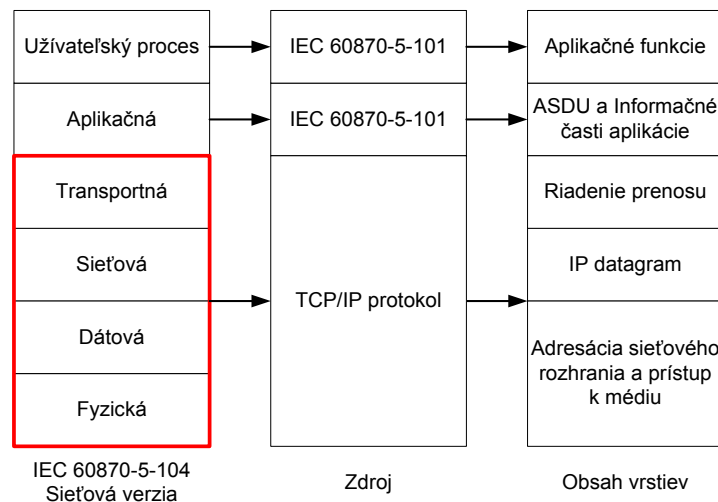 Užívateľský proces
IEC 60870-5-101
Aplikačné funkcie
Aplikačná
IEC 60870-5-101
ASDU a Informačné
časti aplikácie
Transportná
Sieťová
Dátová
Fyzická
TCP/IP protokol
Riadenie prenosu
IP datagram
Adresácia sieťového
rozhrania a prístup
k médiu
IEC 60870-5-104
Sieťová verzia
Zdroj
Obsah vrstiev